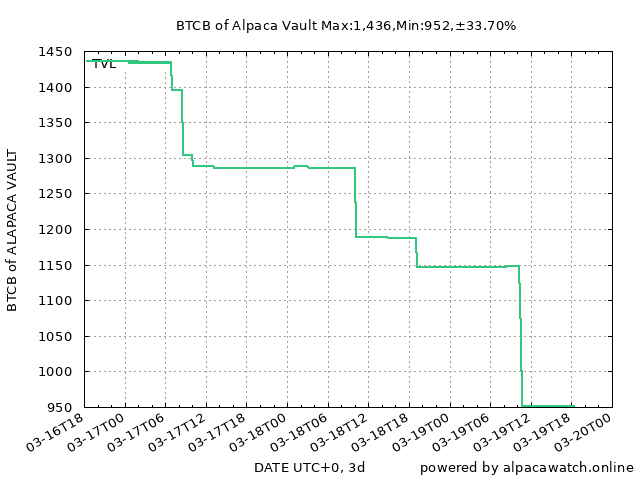 BTCB of Alpaca Vault Max:1,436,Min:952,±33.70%
1450
1400
1350
1300
1250
1200
1150
1100
1050
1000
950
BTCB of ALAPACA VAULT
TVL
03-16T18
03-17T00
03-17T06
03-17T12
03-17T18
03-18T00
03-18T06
03-18T12
03-18T18
03-19T00
03-19T06
03-19T12
03-19T18
03-20T00
DATE UTC+0, 3d
powered by alpacawatch.online